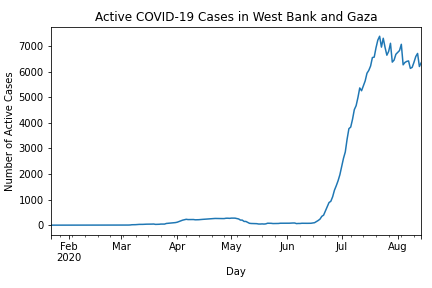 Active COVID-19 Cases in West Bank and Gaza
Number of Active Cases
7000
6000
5000
4000
3000
2000
1000
0
Feb Mar Apr May Jun Jul Aug
2020
Day